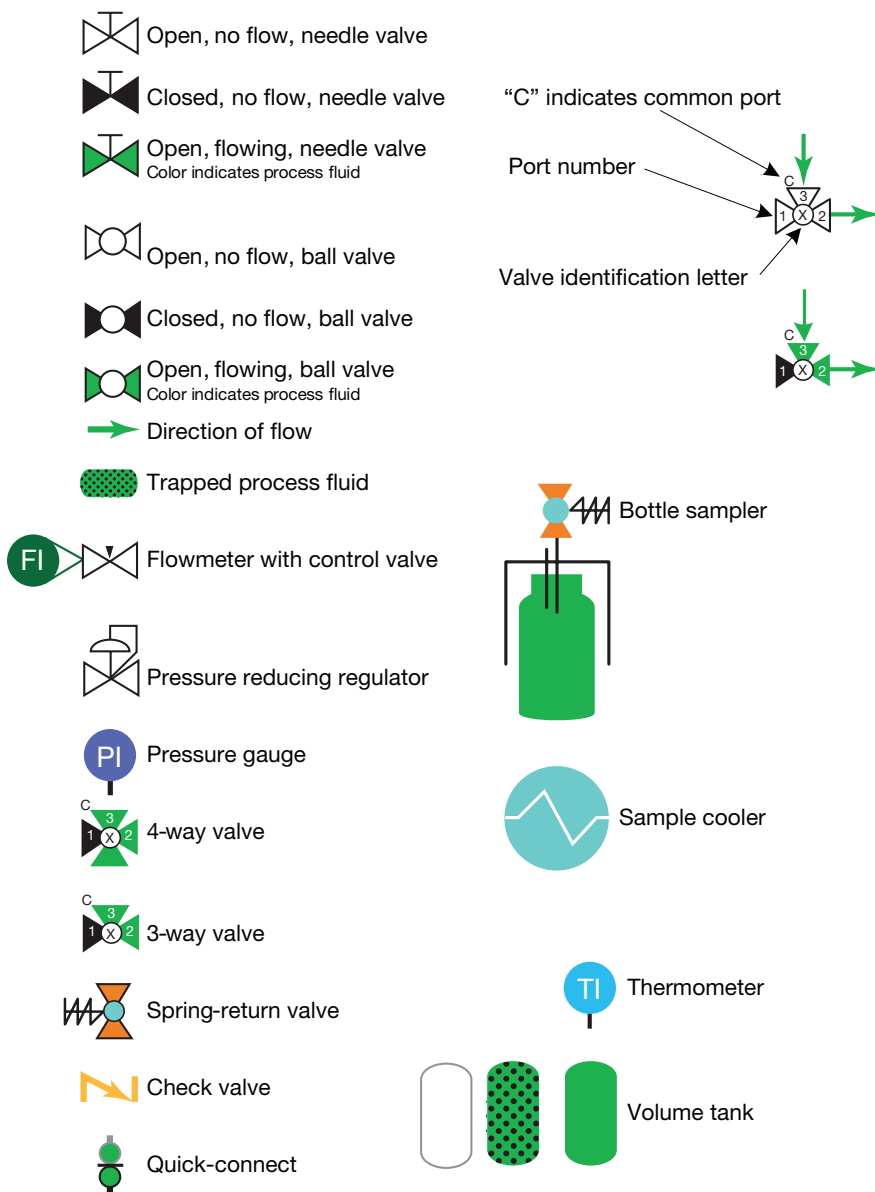 Open, no flow, needle valve
Closed, no flow, needle valve
Open, flowing, needle valve
Color indicates process fluid
Open, no flow, ball valve
Closed, no flow, ball valve
Open, flowing, ball valve
Color indicates process fluid
Direction of flow
Trapped process fluid
FI
Flowmeter with control valve
Pressure reducing regulator
PI
Pressure gauge
C
3
1 X 2
4-way valve
C
3
1 X 2
3-way valve
Spring-return valve
Check valve
Quick-connect
“C” indicates common port
Port number
C
3
1 X 2
Valve identification letter
C
3
1 X 2
Bottle sampler
Sample cooler
TI
Thermometer
Volume tank